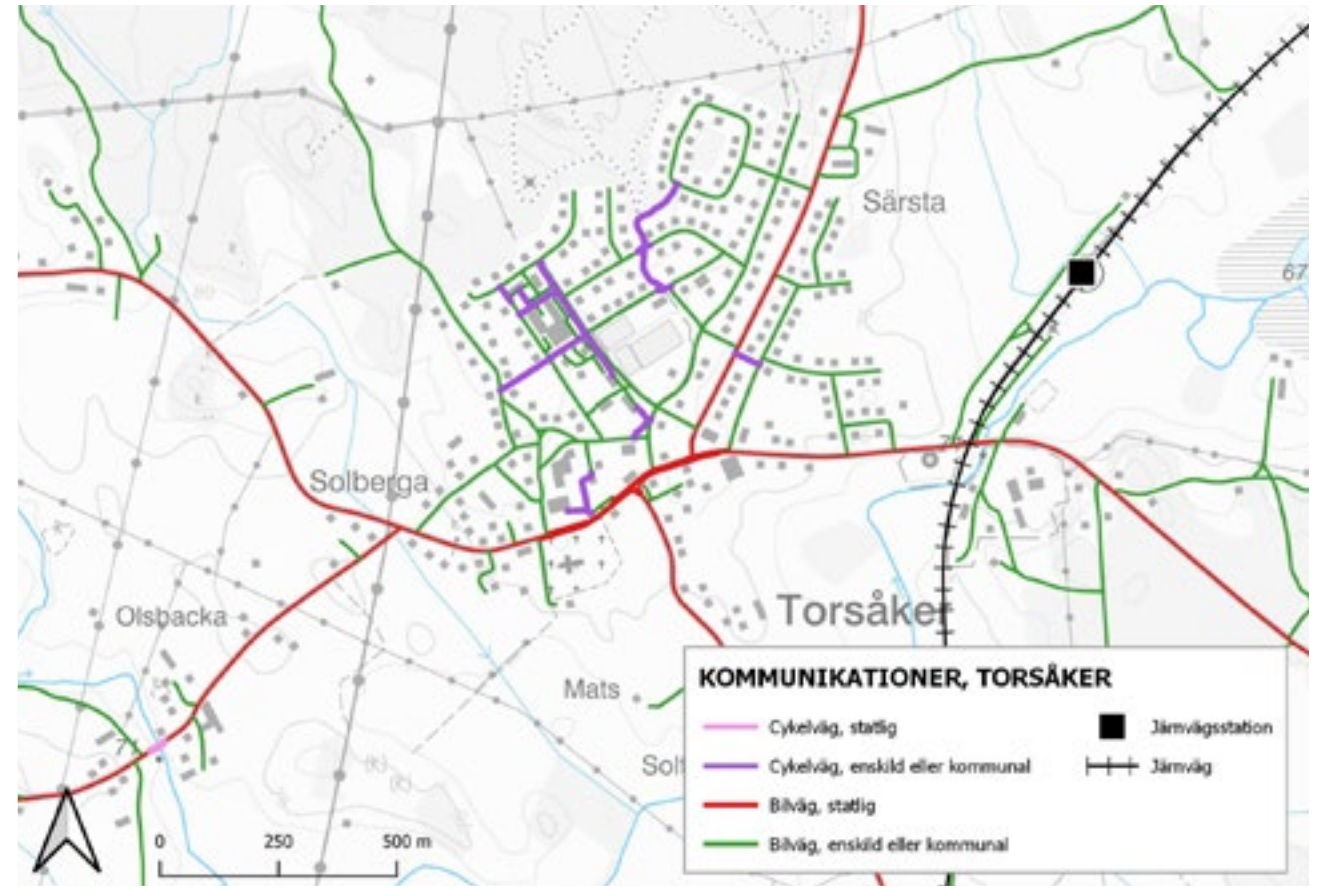 Särsta
67
Solberga
Olsbacka
Torsåker
Mats
Sol
(K)
(K)
0 250 500 m
KOMMUNIKATIONER, TORSÅKER
Cykelväg, statlig
Järnvägsstation
Cykelväg, enskild eller kommunal
Järnväg
Bilväg, statlig
Bilväg, enskild eller kommunal